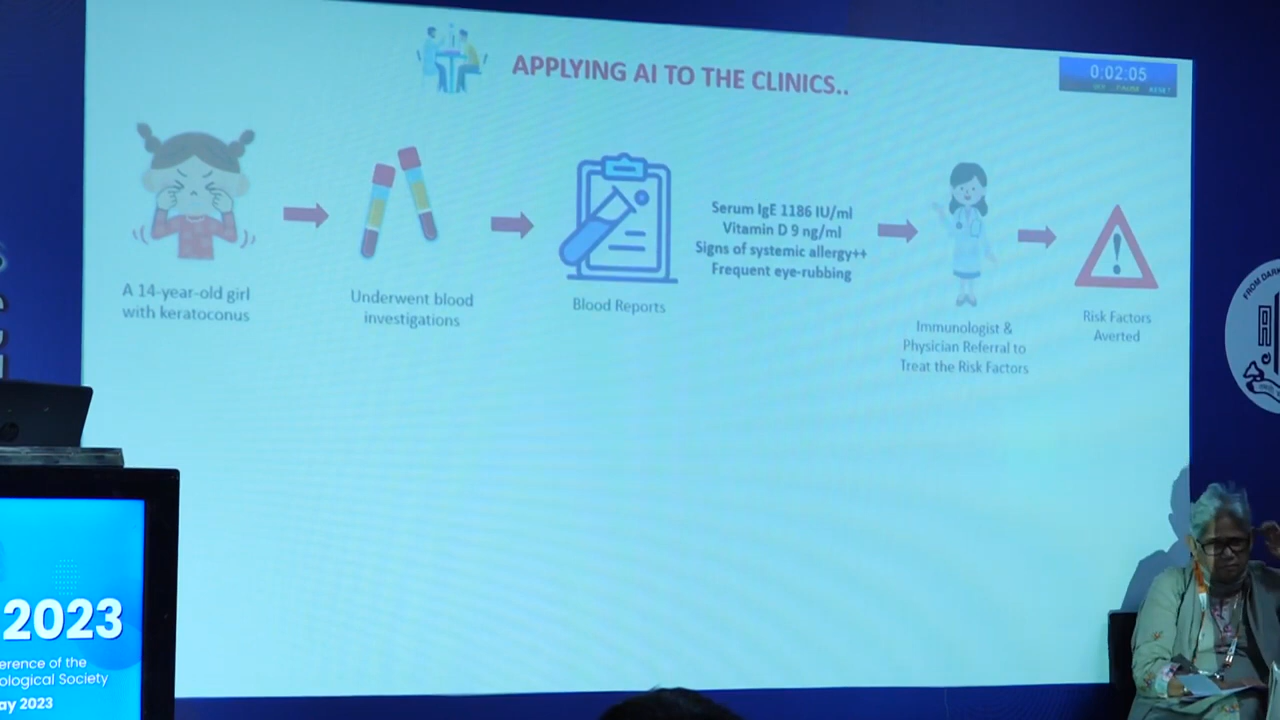 APPLYING AI TO THE CLINICS..
0:02:05
A 14-year-old girl
with keratoconus
Underwent blood
investigations
Blood Reports
Serum IgE 1186 IU/ml
Vitamin D 9 ng/ml
Signs of systemic allergy++
Frequent eye-rubbing
Immunologist &
Physician Referral to
Treat the Risk Factors
Risk Factors
Averted
FROM DARK
2023
erence of the
ological Society
ay 2023